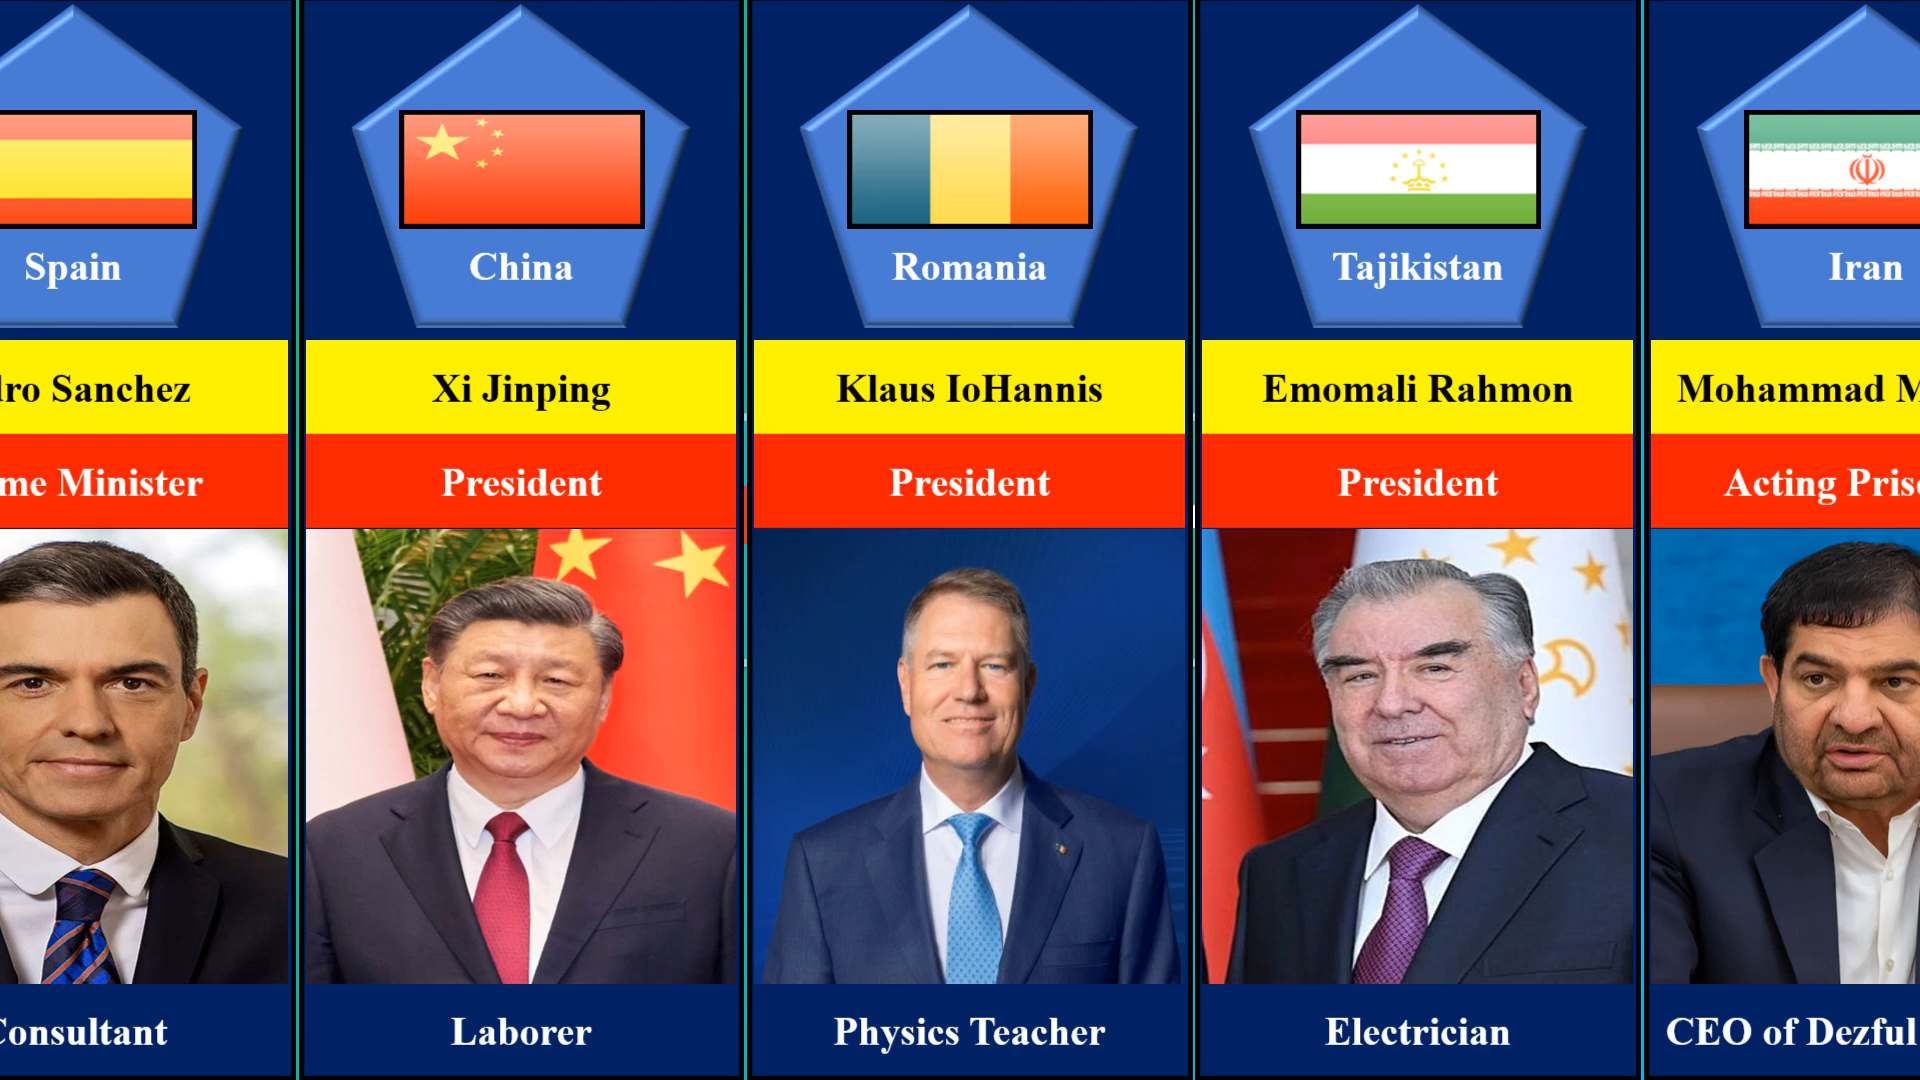 Spain
China
Romania
Tajikistan
Iran
ro Sanchez
Xi Jinping
Klaus IoHannis
Emomali Rahmon
Mohammad M
me Minister
President
President
President
Acting Pris
Consultant
Laborer
Physics Teacher
Electrician
CEO of Dezful